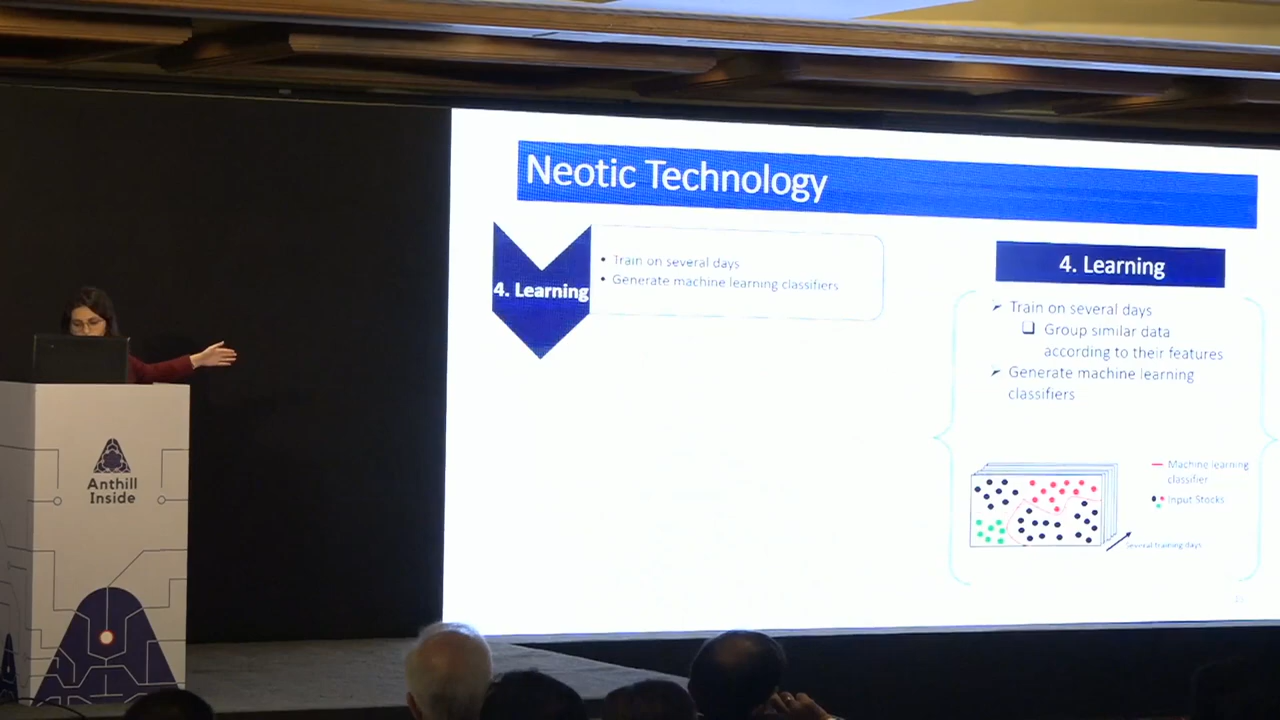 Neotic Technology
4. Learning
• Train on several days
• Generate machine learning classifiers
4. Learning
➢ Train on several days
❑ Group similar data
according to their features
➢ Generate machine learning
classifiers
Machine learning
classifier
Input Stocks
Several training days
Anthill
Inside